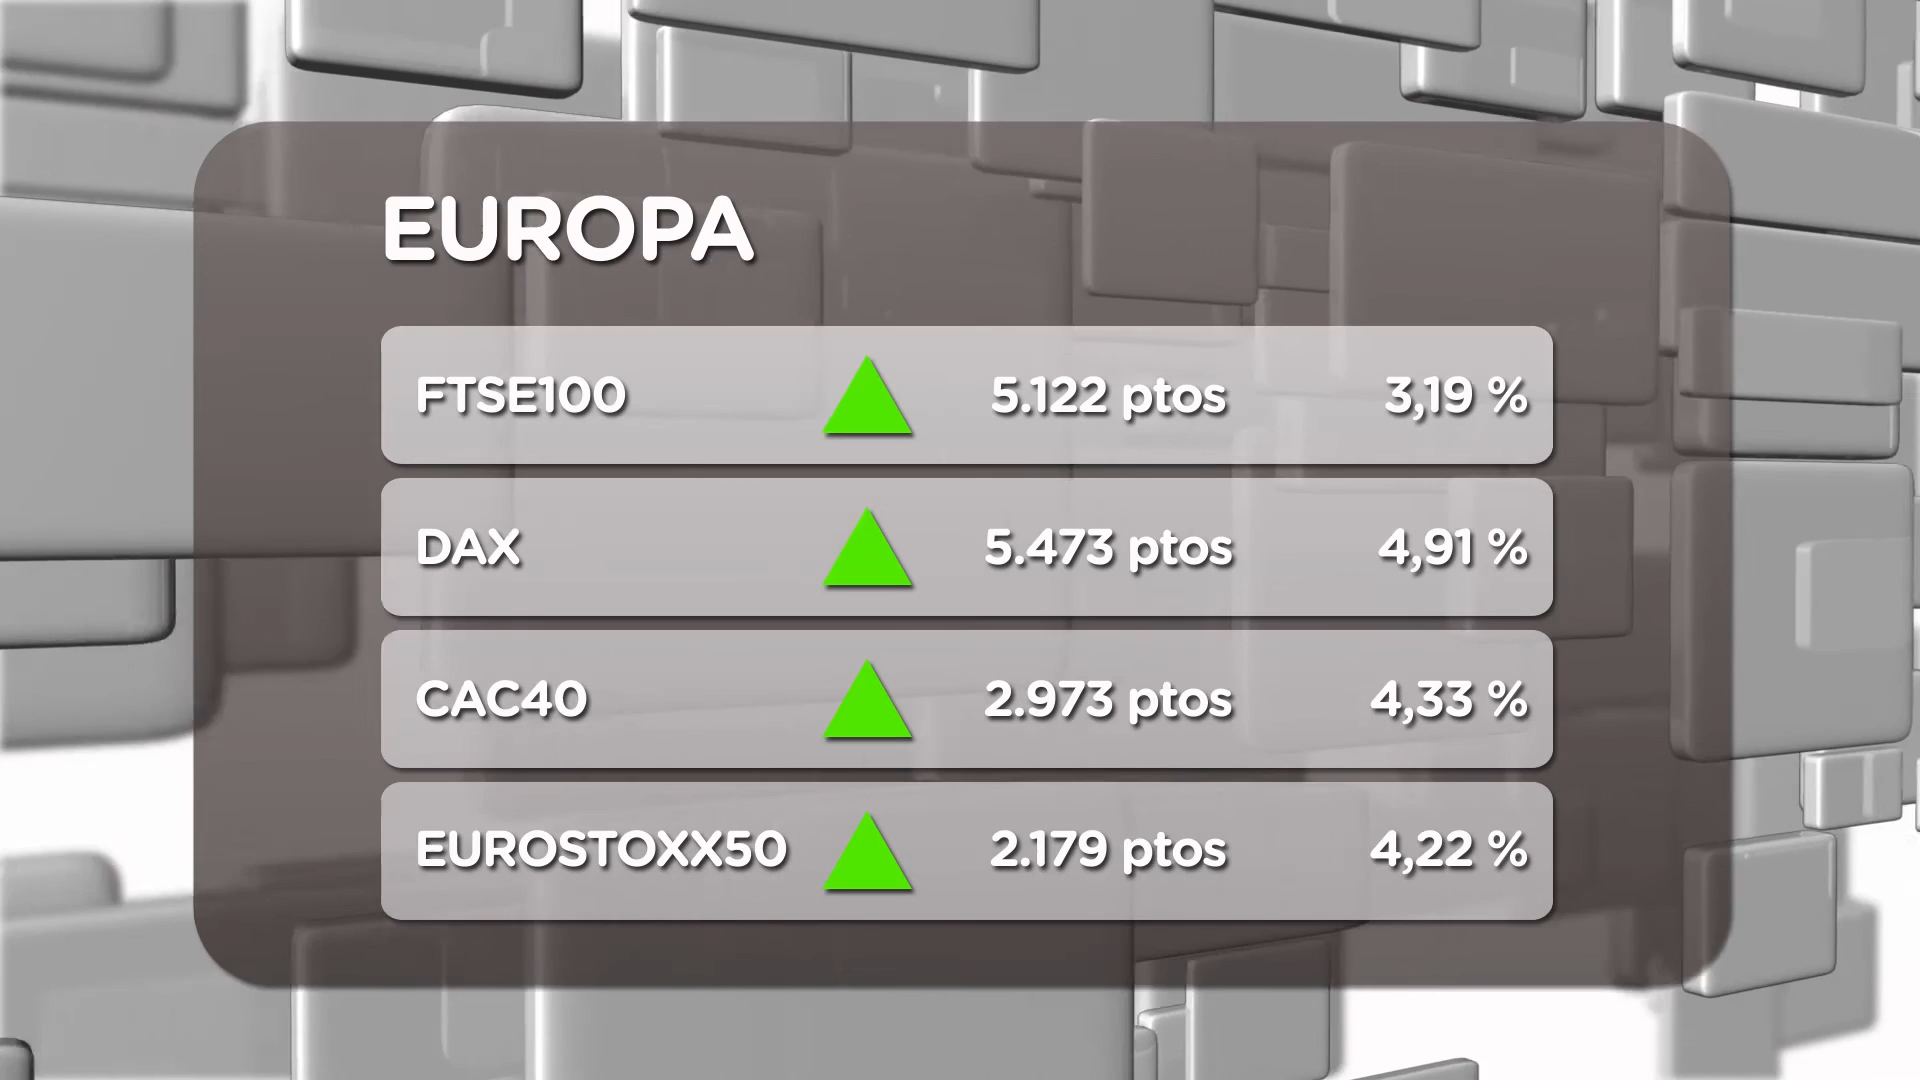 EUROPA
FTSE100 5.122 ptos 3,19 %
DAX 5.473 ptos 4,91 %
CAC40 2.973 ptos 4,33 %
EUROSTOXX50 2.179 ptos 4,22 %